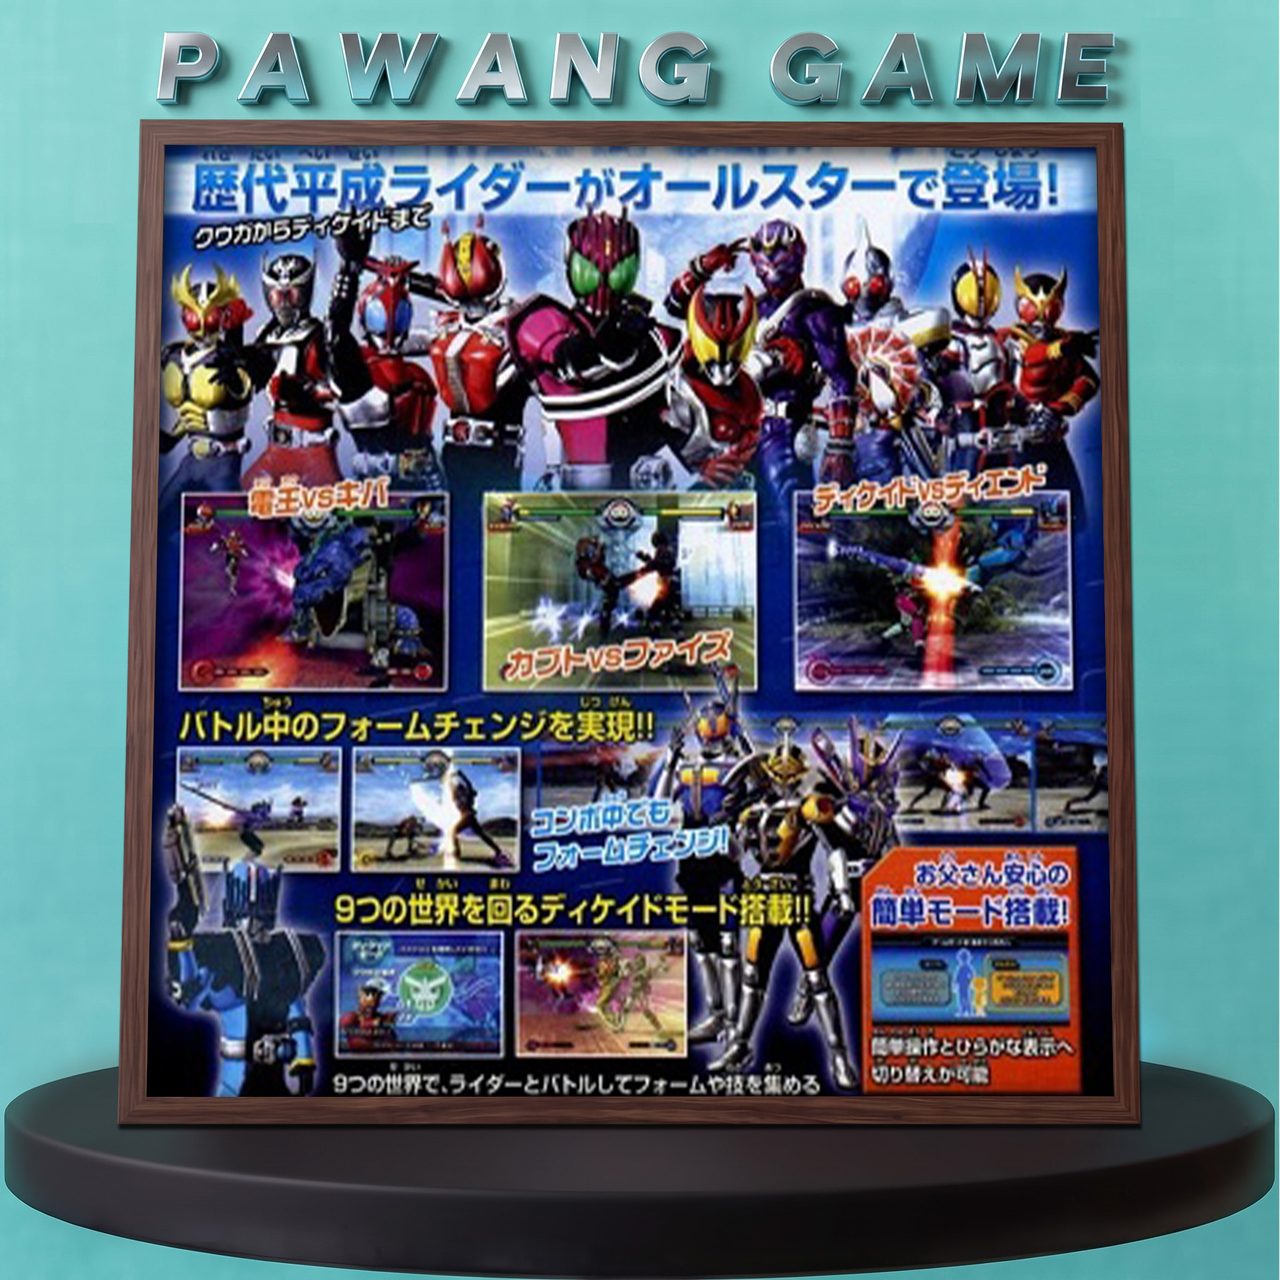 PAWANG GAME
歴代平成ライダーがオールスターで登場!
クウガからディケイドまで
電王VSキバ
カブトVSファイズ
ディケイドVSディエンド
バトル中のフォームチェンジを実現!!
コンボ中でも
フォームチェンジ!
9つの世界を回るディケイドモード搭載!!
9つの世界で、ライダーとバトルしてフォームや技を集める
お父さん安心の
簡単モード搭載!
簡単操作とひらがな表示へ
切り替えが可能